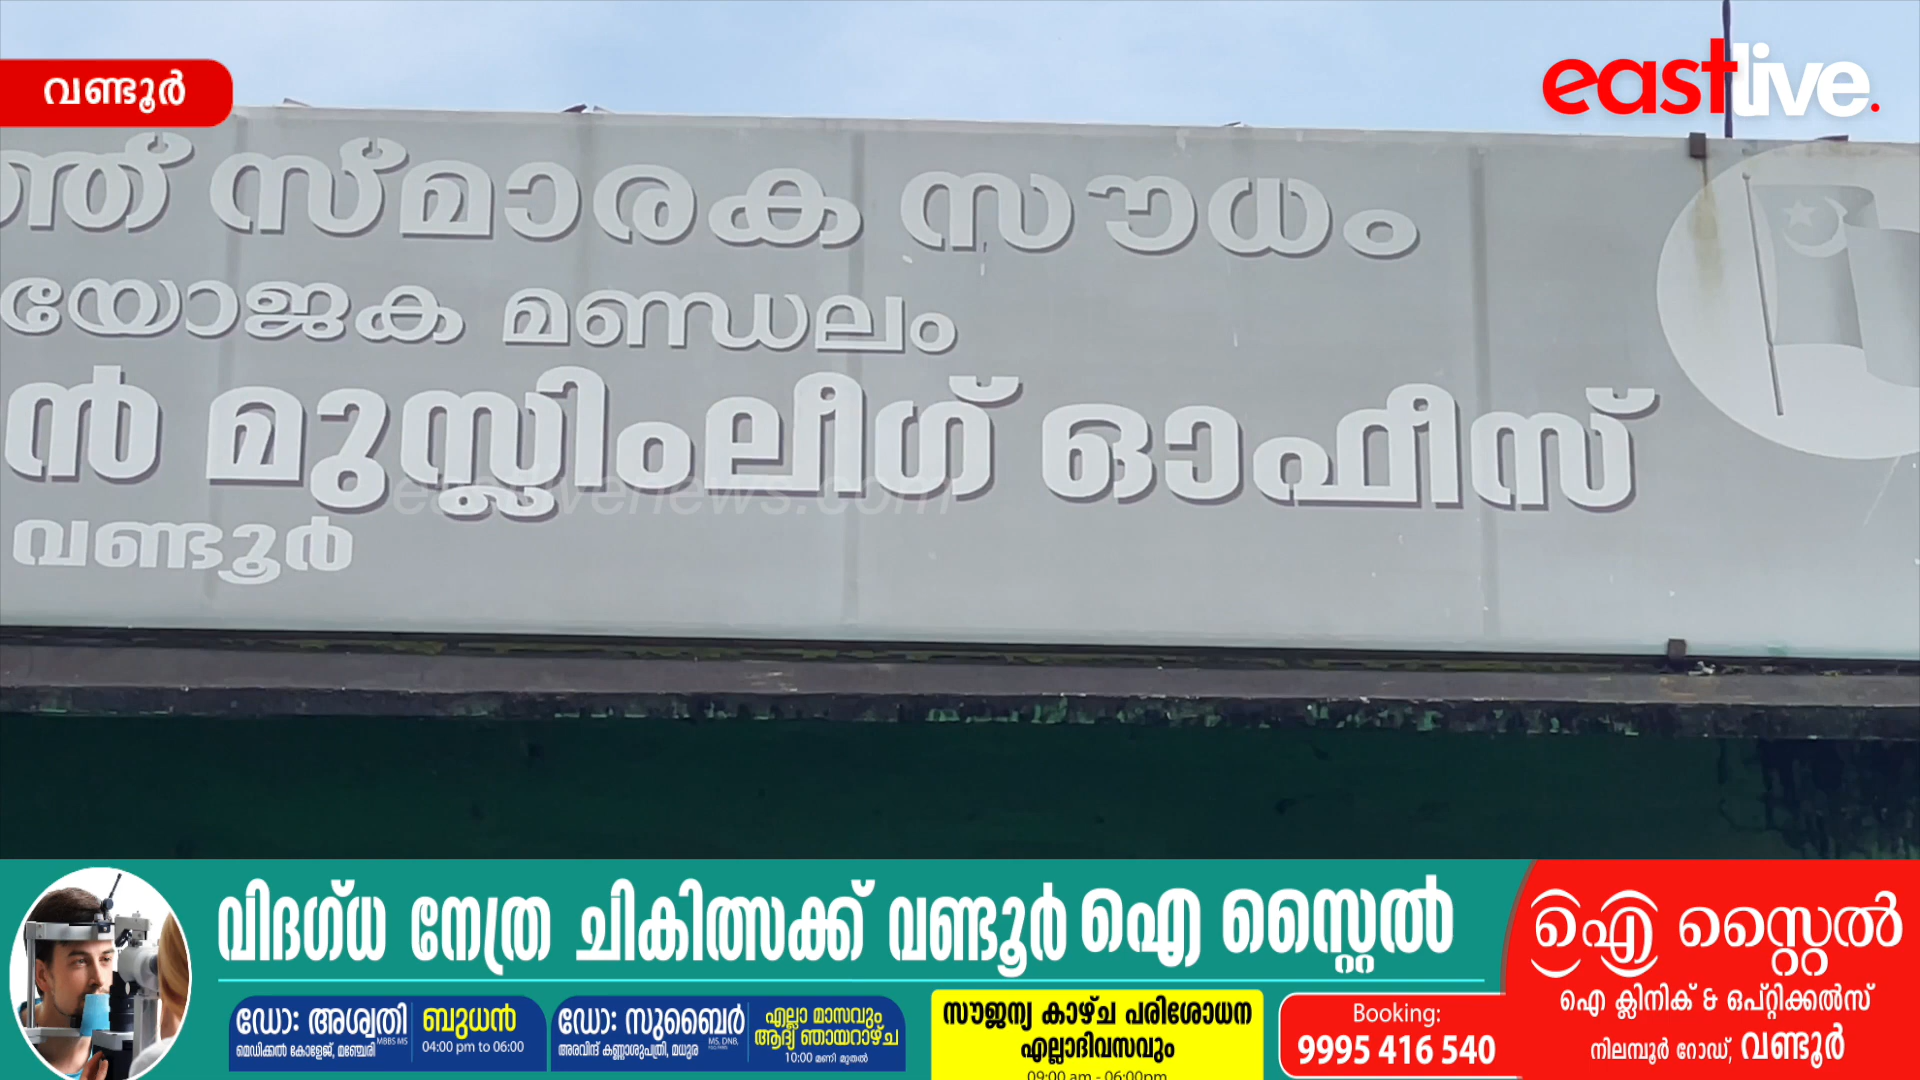 വണ്ടൂർ
eastlive.
സ്മാരക സൗധം
യോജക മണ്ഡലം
ൻ മുസ്ലിംലീഗ് ഓഫീസ്
വണ്ടൂർ
eastlivenews.com
വിദഗ്ധ നേത്ര ചികിത്സക്ക് വണ്ടൂർ ഐ സ്റ്റൈൽ
ഡോ: അശ്വതി
MBBS MS
മെഡിക്കൽ കോളേജ്, മഞ്ചേരി
ബുധൻ
04:00 pm to 06:00
ഡോ: സുബൈർ
MS, DNB,
അരവിന്ദ് കണ്ണാശുപത്രി, മധുര
എല്ലാ മാസവും
ആദ്യ ഞായറാഴ്ച
10:00 മണി മുതൽ
സൗജന്യ കാഴ്ച പരിശോധന
എല്ലാദിവസവും
09:00 am - 06:00pm
Booking:
9995 416 540
ഐ സ്റ്റൈൽ
ഐ ക്ലിനിക് & ഒപ്റ്റിക്കൽസ്
നിലമ്പൂർ റോഡ്, വണ്ടൂർ